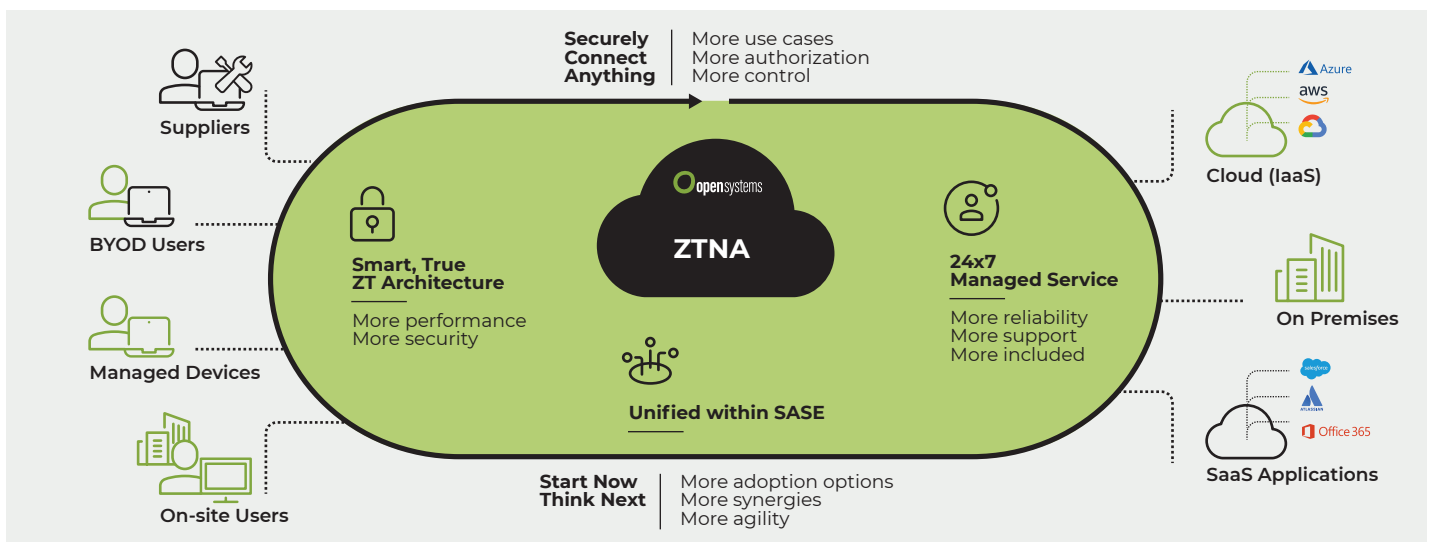 Securely
Connect
Anything
More use cases
More authorization
More control
Suppliers
BYOD Users
Managed Devices
On-site Users
Smart, True
ZT Architecture
More performance
More security
open systems
ZTNA
Unified within SASE
24x7
Managed Service
More reliability
More support
More included
Azure
aws
Cloud (IaaS)
On Premises
salesforce
ATLASSIAN
Office 365
SaaS Applications
Start Now
Think Next
More adoption options
More synergies
More agility